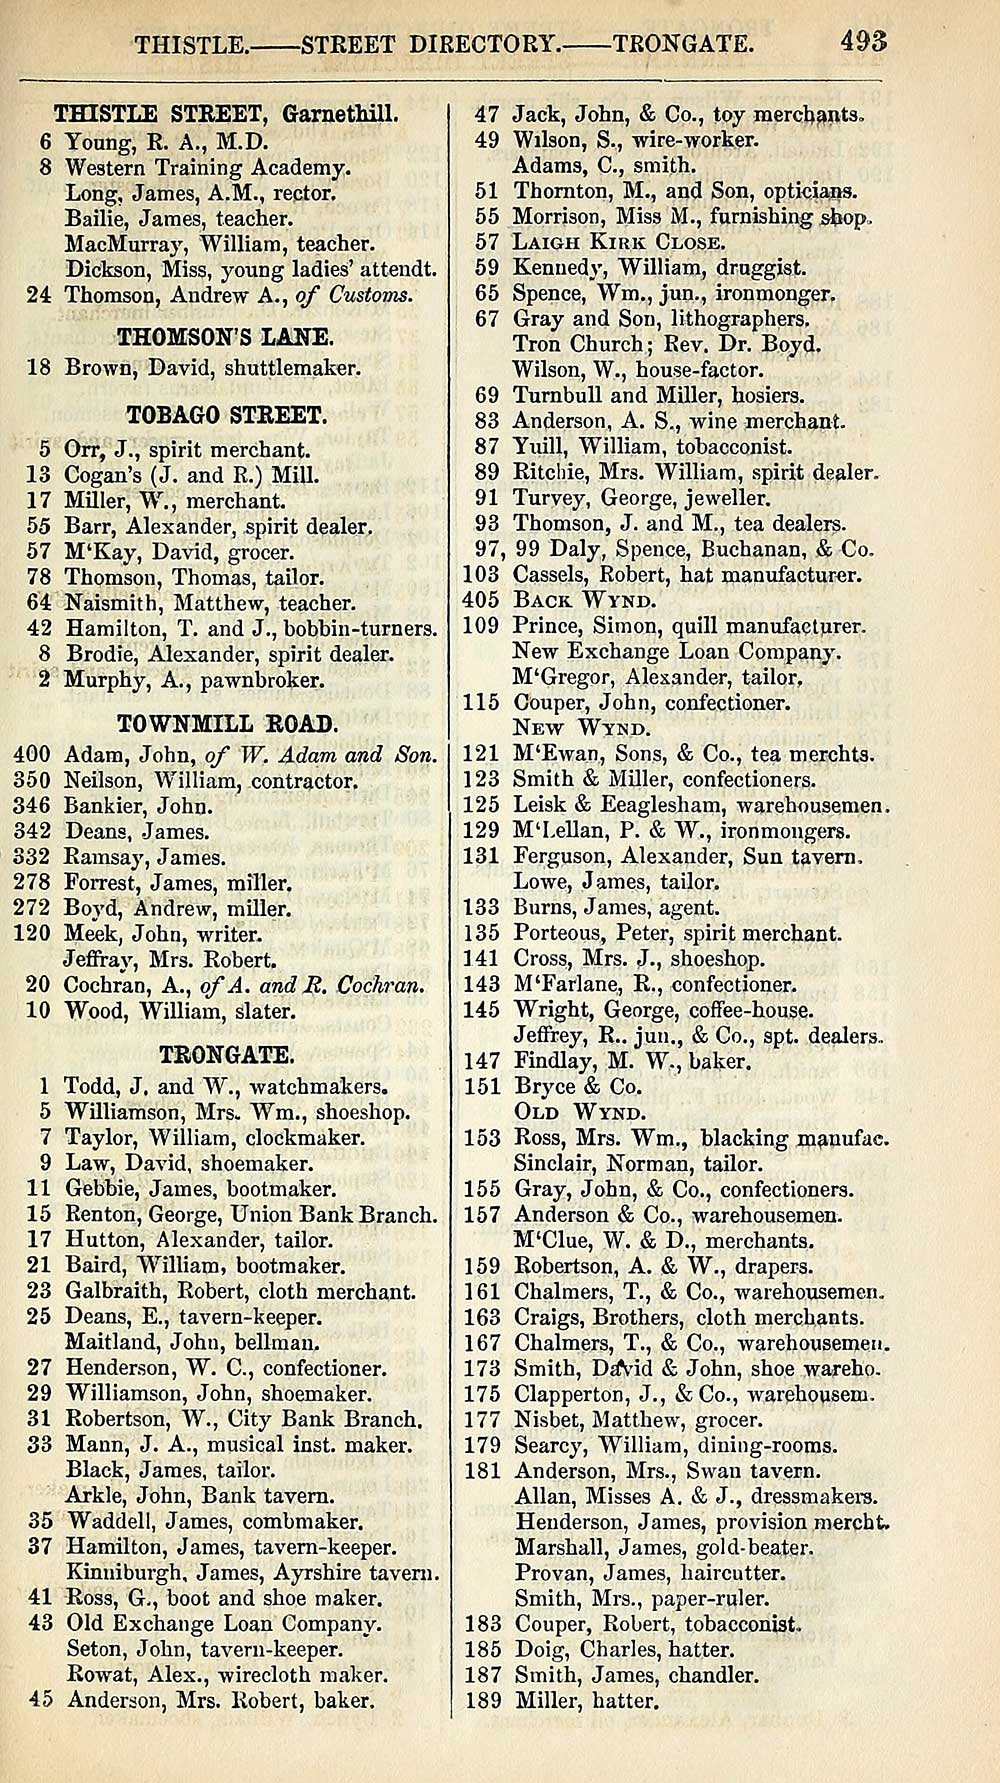 THISTLE.——STREET DIRECTORY.——TRONGATE. 493
THISTLE STREET, Garnethill.
6 Young, R. A., M.D.
8 Western Training Academy.
Long, James, A.M., rector.
Bailie, James, teacher.
MacMurray, William, teacher.
Dickson, Miss, young ladies' attendt.
24 Thomson, Andrew A., of Customs.
THOMSON'S LANE.
18 Brown, David, shuttlemaker.
TOBAGO STREET.
5 Orr, J., spirit merchant.
13 Cogan's (J. and R.) Mill.
17 Miller, W., merchant.
55 Barr, Alexander, spirit dealer.
57 M'Kay, David, grocer.
78 Thomson, Thomas, tailor.
64 Naismith, Matthew, teacher.
42 Hamilton, T. and J., bobbin-turners.
8 Brodie, Alexander, spirit dealer.
2 Murphy, A., pawnbroker.
TOWNMILL ROAD.
400 Adam, John, of W. Adam and Son.
350 Neilson, William, contractor.
346 Bankier, John.
342 Deans, James.
332 Ramsay, James.
278 Forrest, James, miller.
272 Boyd, Andrew, miller.
120 Meek, John, writer.
Jeffray, Mrs. Robert.
20 Cochran, A., of A. and R. Cochran.
10 Wood, William, slater.
TRONGATE.
1 Todd, J. and W., watchmakers.
5 Williamson, Mrs. Wm., shoeshop.
7 Taylor, William, clockmaker.
9 Law, David, shoemaker.
11 Gebbie, James, bootmaker.
15 Renton, George, Union Bank Branch.
17 Hutton, Alexander, tailor.
21 Baird, William, bootmaker.
23 Galbraith, Robert, cloth merchant.
25 Deans, E., tavern-keeper.
Maitland, John, bellman.
27 Henderson, W. C., confectioner.
29 Williamson, John, shoemaker.
31 Robertson, W., City Bank Branch.
33 Mann, J. A., musical inst. maker.
Black, James, tailor.
Arkle, John, Bank tavern.
35 Waddell, James, combmaker.
37 Hamilton, James, tavern-keeper.
Kinniburgh, James, Ayrshire tavern.
41 Ross, G., boot and shoe maker.
43 Old Exchange Loan Company.
Seton, John, tavern-keeper.
Rowat, Alex., wirecloth maker.
45 Anderson, Mrs. Robert, baker.
47 Jack, John, & Co., toy merchants.
49 Wilson, S., wire-worker.
Adams, C., smith.
51 Thornton, M., and Son, opticians.
55 Morrison, Miss M., furnishing shop.
57 LAIGH KIRK CLOSE.
59 Kennedy, William, druggist.
65 Spence, Wm., jun., ironmonger.
67 Gray and Son, lithographers.
Tron Church; Rev. Dr. Boyd.
Wilson, W., house-factor.
69 Turnbull and Miller, hosiers.
83 Anderson, A. S., wine merchant.
87 Yuill, William, tobacconist.
89 Ritchie, Mrs. William, spirit dealer.
91 Turvey, George, jeweller.
93 Thomson, J. and M., tea dealers.
97, 99 Daly, Spence, Buchanan, & Co.
103 Cassels, Robert, hat manufacturer.
405 BACK WYND.
109 Prince, Simon, quill manufacturer.
New Exchange Loan Company.
M'Gregor, Alexander, tailor.
115 Couper, John, confectioner.
NEW WYND.
121 M'Ewan, Sons, & Co., tea merchts.
123 Smith & Miller, confectioners.
125 Leisk & Eeaglesham, warehousemen.
129 M'Lellan, P. & W., ironmongers.
131 Ferguson, Alexander, Sun tavern.
Lowe, James, tailor.
133 Burns, James, agent.
135 Porteous, Peter, spirit merchant.
141 Cross, Mrs. J., shoeshop.
143 M'Farlane, R., confectioner.
145 Wright, George, coffee-house.
Jeffrey, R.. jun., & Co., spt. dealers.
147 Findlay, M. W., baker.
151 Bryce & Co.
OLD WYND.
153 Ross, Mrs. Wm., blacking manufac.
Sinclair, Norman, tailor.
155 Gray, John, & Co., confectioners.
157 Anderson & Co., warehousemen.
M'Clue, W. & D., merchants.
159 Robertson, A. & W., drapers.
161 Chalmers, T., & Co., warehousemen.
163 Craigs, Brothers, cloth merchants.
167 Chalmers, T., & Co., warehousemen.
173 Smith, David & John, shoe wareho.
175 Clapperton, J., & Co., warehousem.
177 Nisbet, Matthew, grocer.
179 Searcy, William, dining-rooms.
181 Anderson, Mrs., Swan tavern.
Allan, Misses A. & J., dressmakers.
Henderson, James, provision mercht.
Marshall, James, gold-beater.
Provan, James, haircutter.
Smith, Mrs., paper-ruler.
183 Couper, Robert, tobacconist.
185 Doig, Charles, hatter.
187 Smith, James, chandler.
189 Miller, hatter.